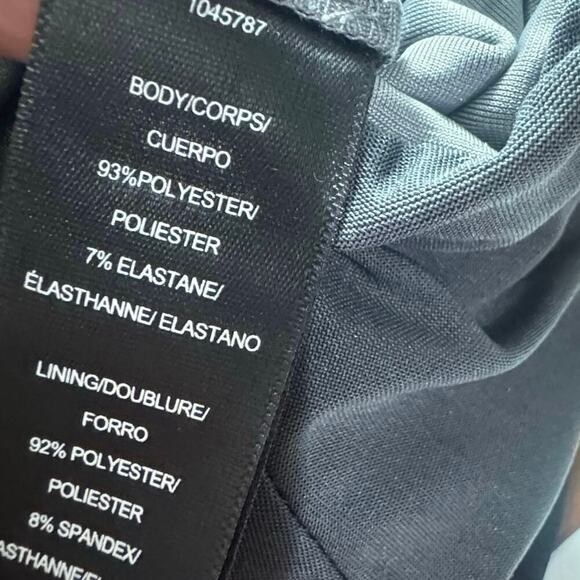 1045787
BODY/CORPS/
CUERPO
93%POLYESTER/
POLIESTER
7% ELASTANE/
ÉLASTHANNE/ ELASTANO
LINING/DOUBLURE/
FORRO
92% POLYESTER/
POLIESTER
8% SPANDEX/